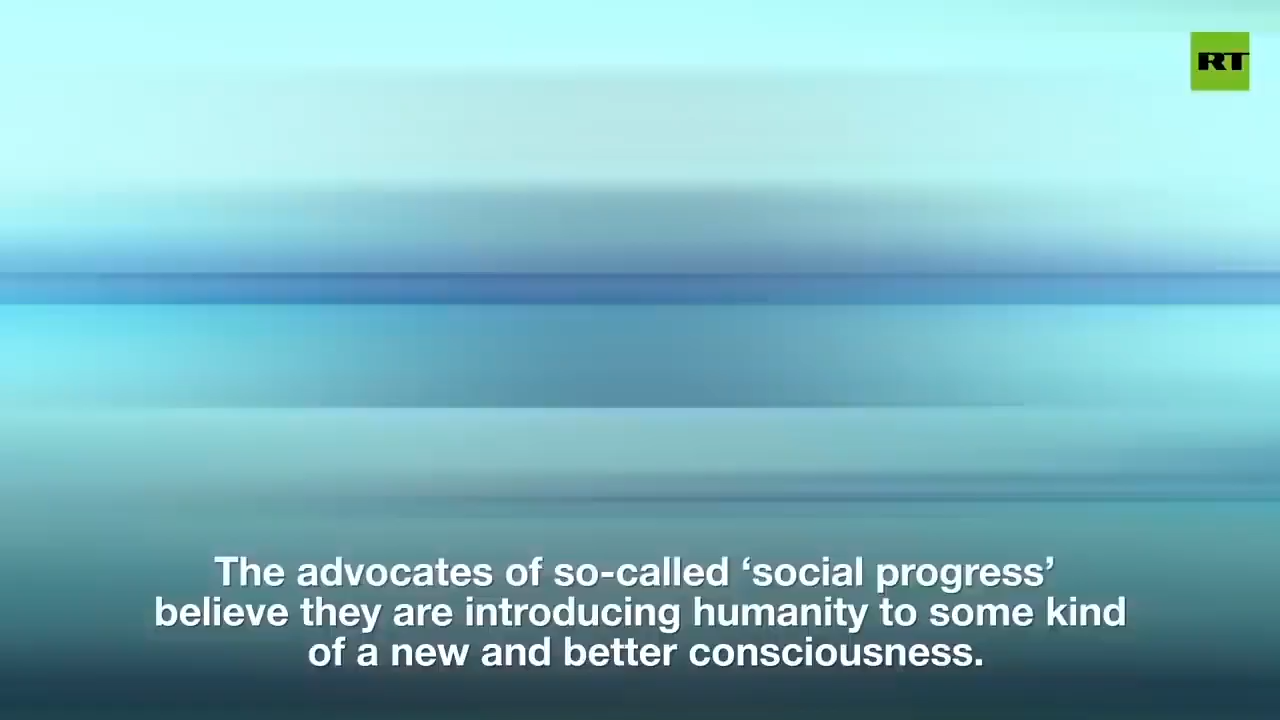 RT
The advocates of so-called ‘social progress’
believe they are introducing humanity to some kind
of a new and better consciousness.